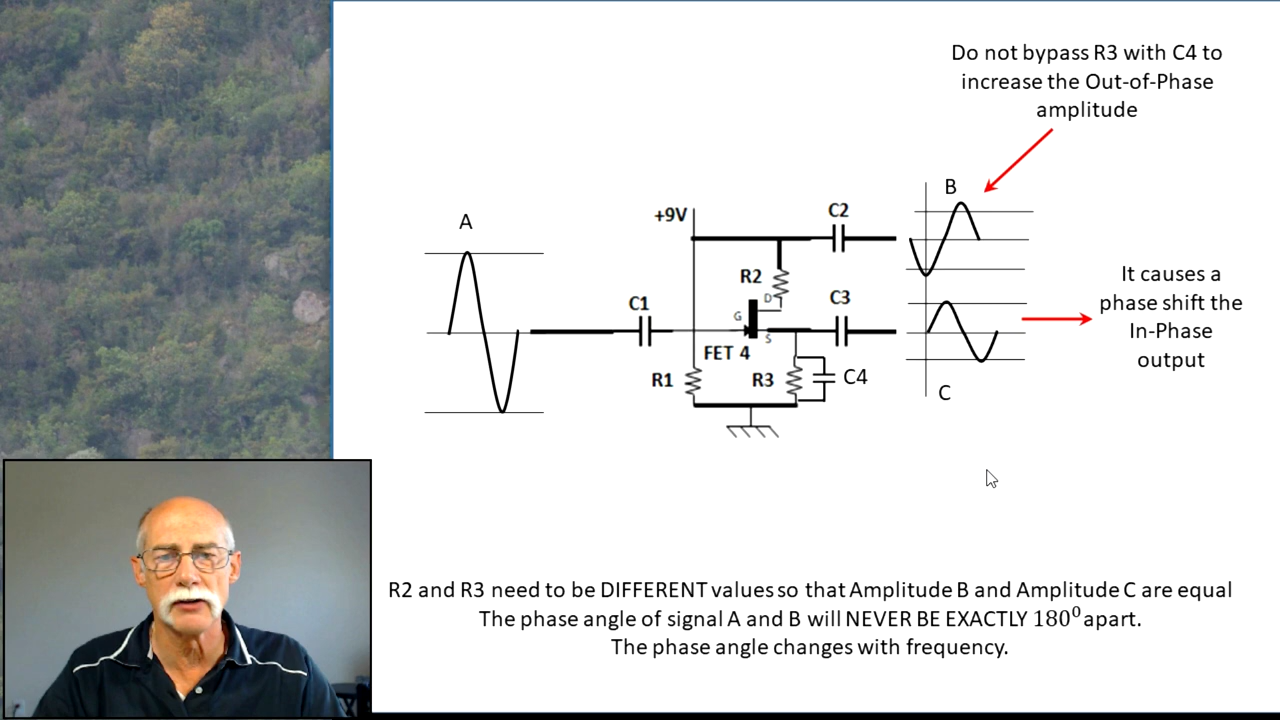 Do not bypass R3 with C4 to
increase the Out-of-Phase
amplitude
B
A
+9V
C2
R2
D
It causes a
phase shift the
In-Phase
output
C1
C3
G
S
FET 4
R1
R3
C4
C
R2 and R3 need to be DIFFERENT values so that Amplitude B and Amplitude C are equal
The phase angle of signal A and B will NEVER BE EXACTLY 180⁰ apart.
The phase angle changes with frequency.